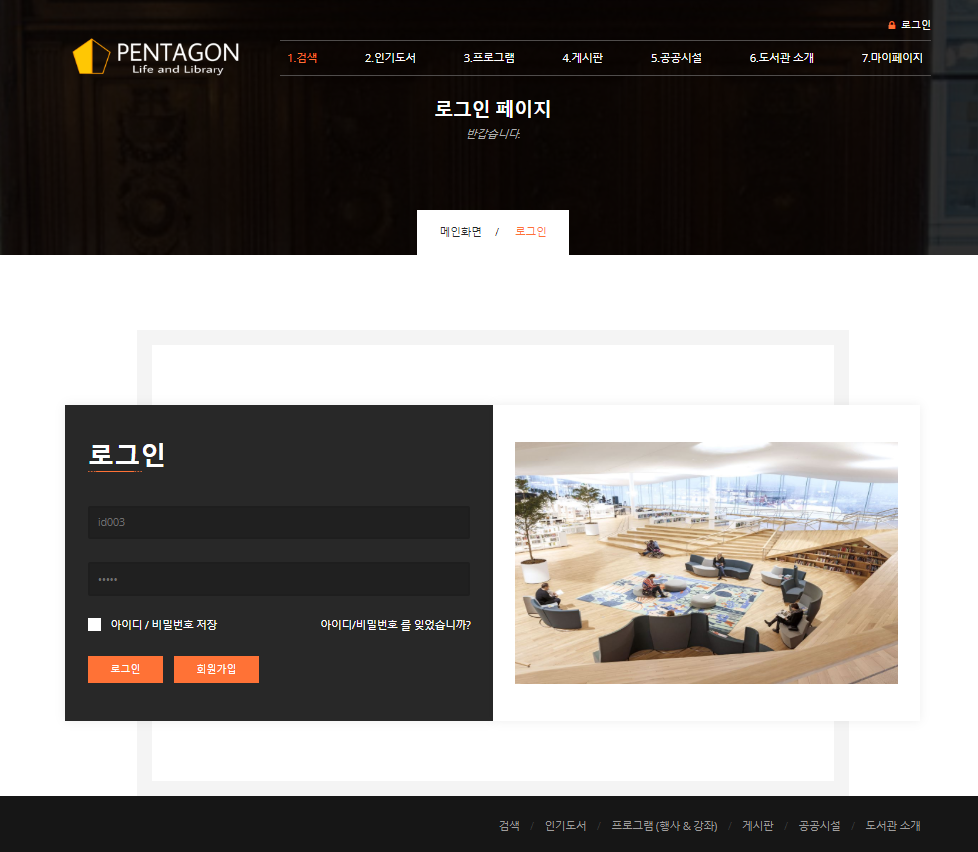 로그인
PENTAGON
Life and Library
1.검색 2.인기도서 3.프로그램 4.게시판 5.공공시설 6.도서관 소개 7.마이페이지
로그인 페이지
반갑습니다.
메인화면 / 로그인
로그인
id003
•••••
아이디 / 비밀번호 저장 아이디/비밀번호 를 잊었습니까?
로그인 회원가입
검색 / 인기도서 / 프로그램 (행사 & 강좌) / 게시판 / 공공시설 / 도서관 소개